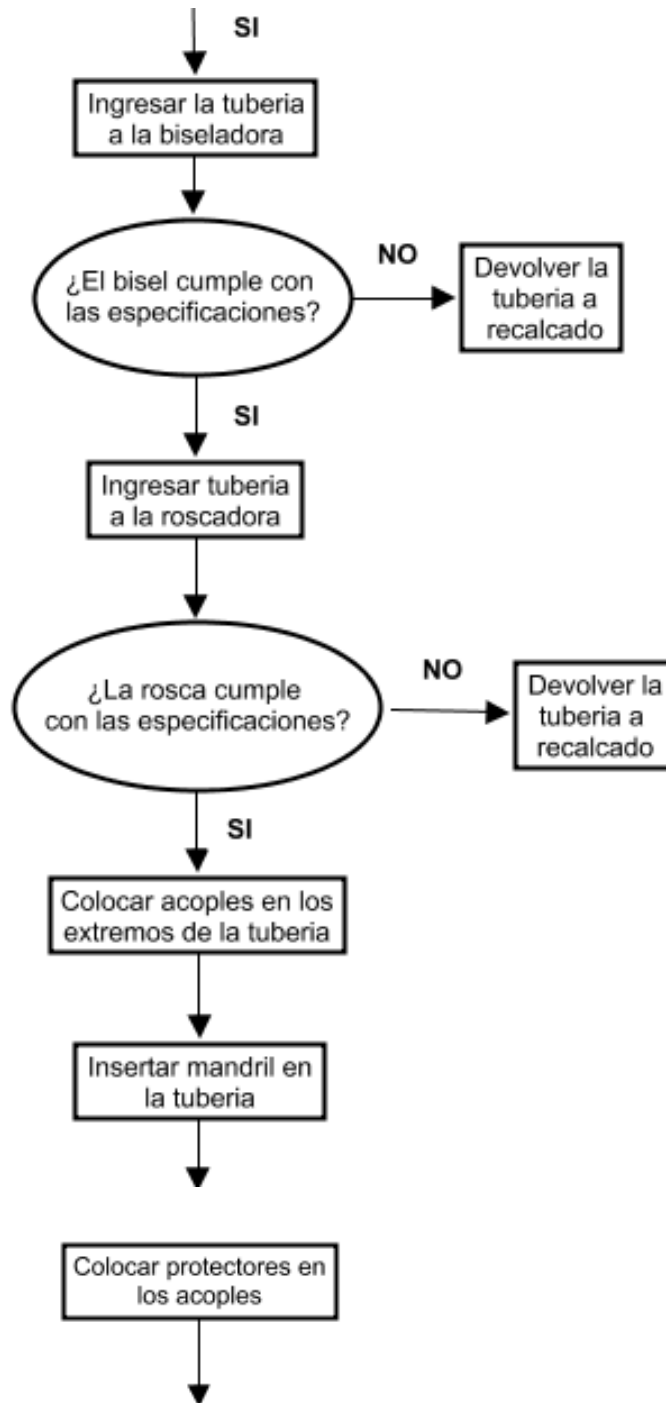 SI
Ingresar la tuberia
a la biseladora
¿El bisel cumple con
las especificaciones?
NO
Devolver la
tuberia a
recalcado
SI
Ingresar tuberia
a la roscadora
¿La rosca cumple
con las especificaciones?
NO
Devolver la
tuberia a
recalcado
SI
Colocar acoples en los
extremos de la tuberia
Insertar mandril en
la tuberia
Colocar protectores en
los acoples